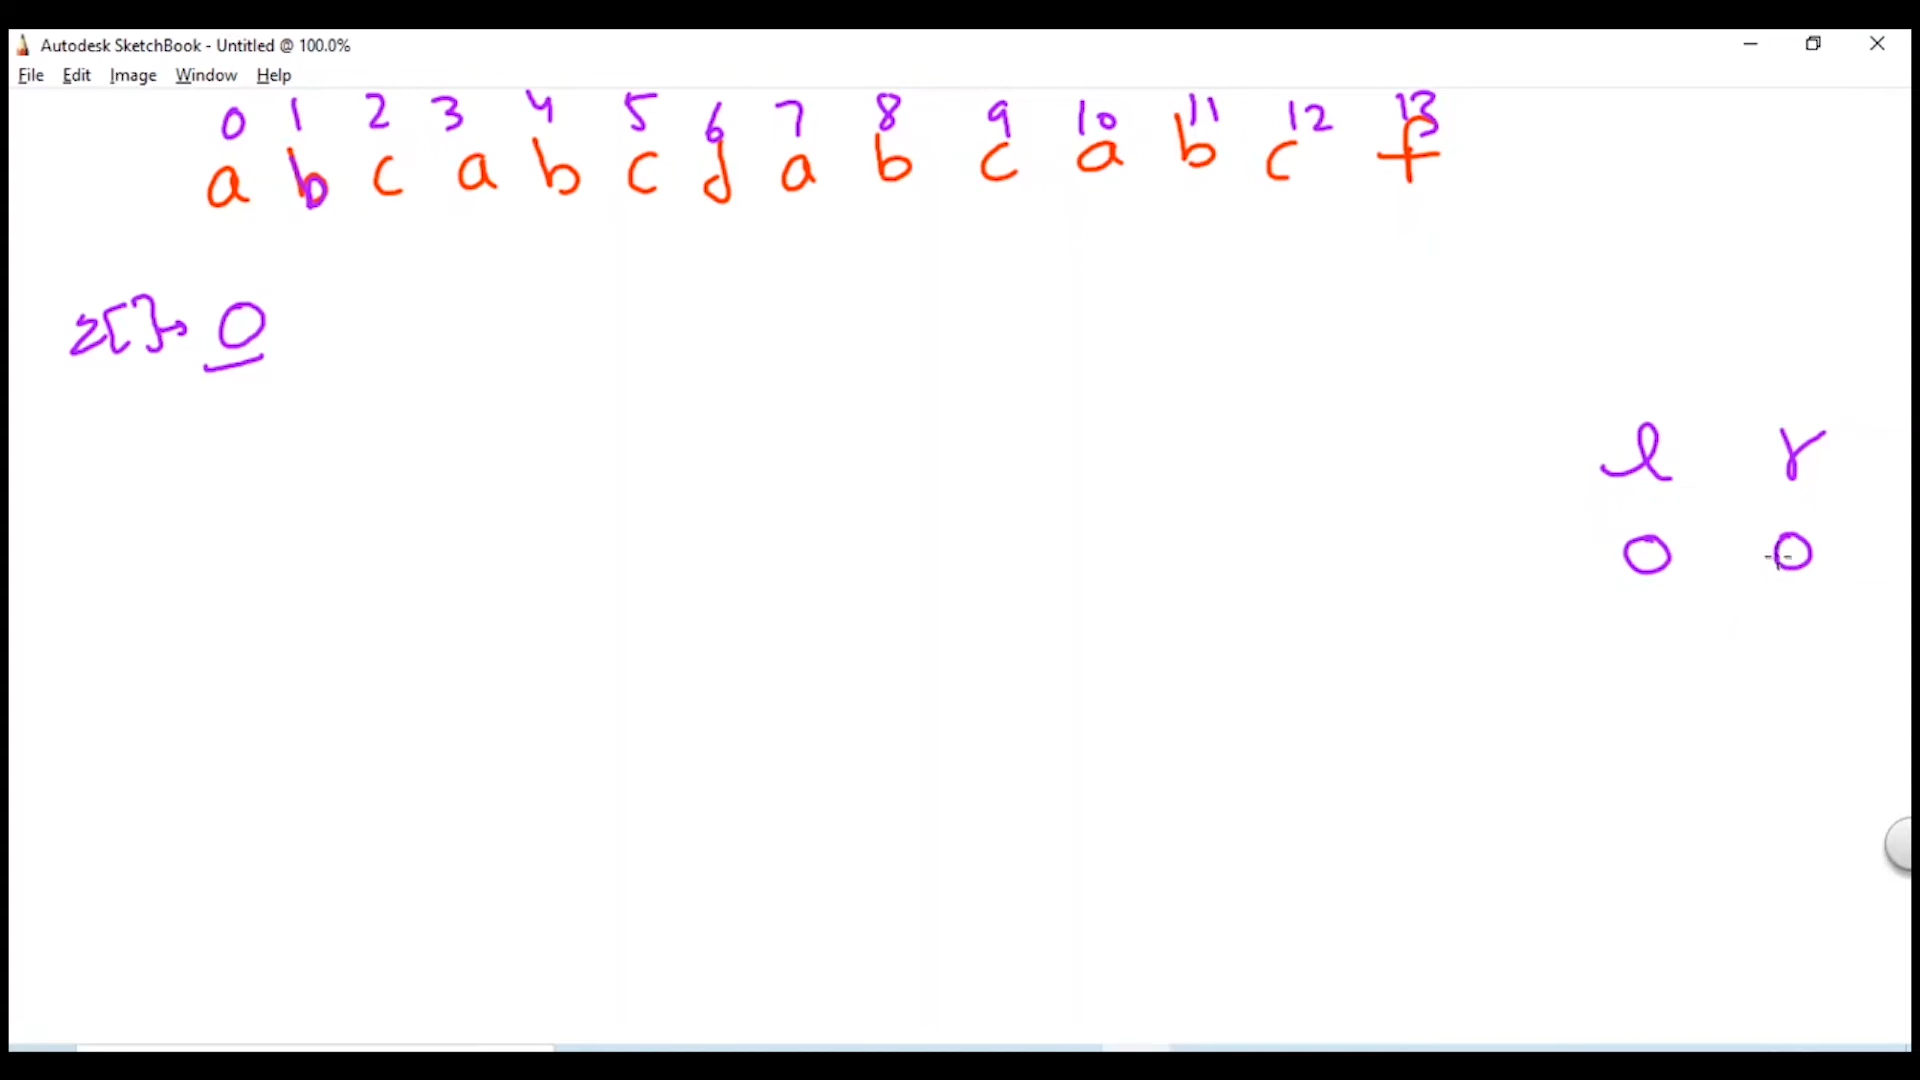 Autodesk SketchBook - Untitled @ 100.0%
File Edit Image Window Help
0 1 2 3 4 5 6 7 8 9 10 11 12 13
a b c a b c d a b c a b c f
z[]→ 0
l r
0 0